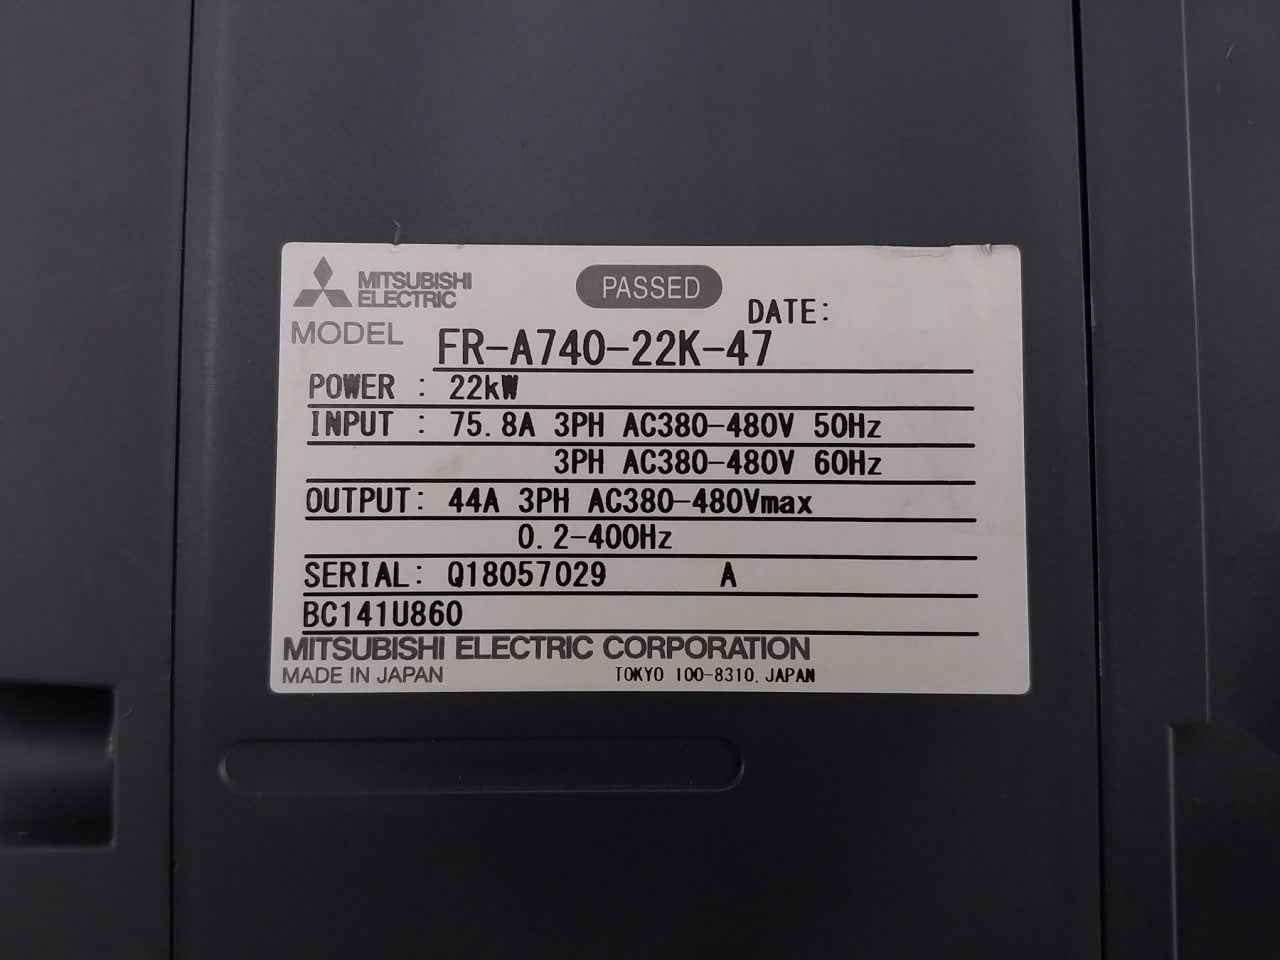 MITSUBISHI
ELECTRIC
PASSED
DATE:
MODEL FR-A740-22K-47
POWER : 22kW
INPUT : 75.8A 3PH AC380-480V 50Hz
3PH AC380-480V 60Hz
OUTPUT: 44A 3PH AC380-480Vmax
0.2-400Hz
SERIAL: Q18057029 A
BC141U860
MITSUBISHI ELECTRIC CORPORATION
MADE IN JAPAN TOKYO 100-8310, JAPAN